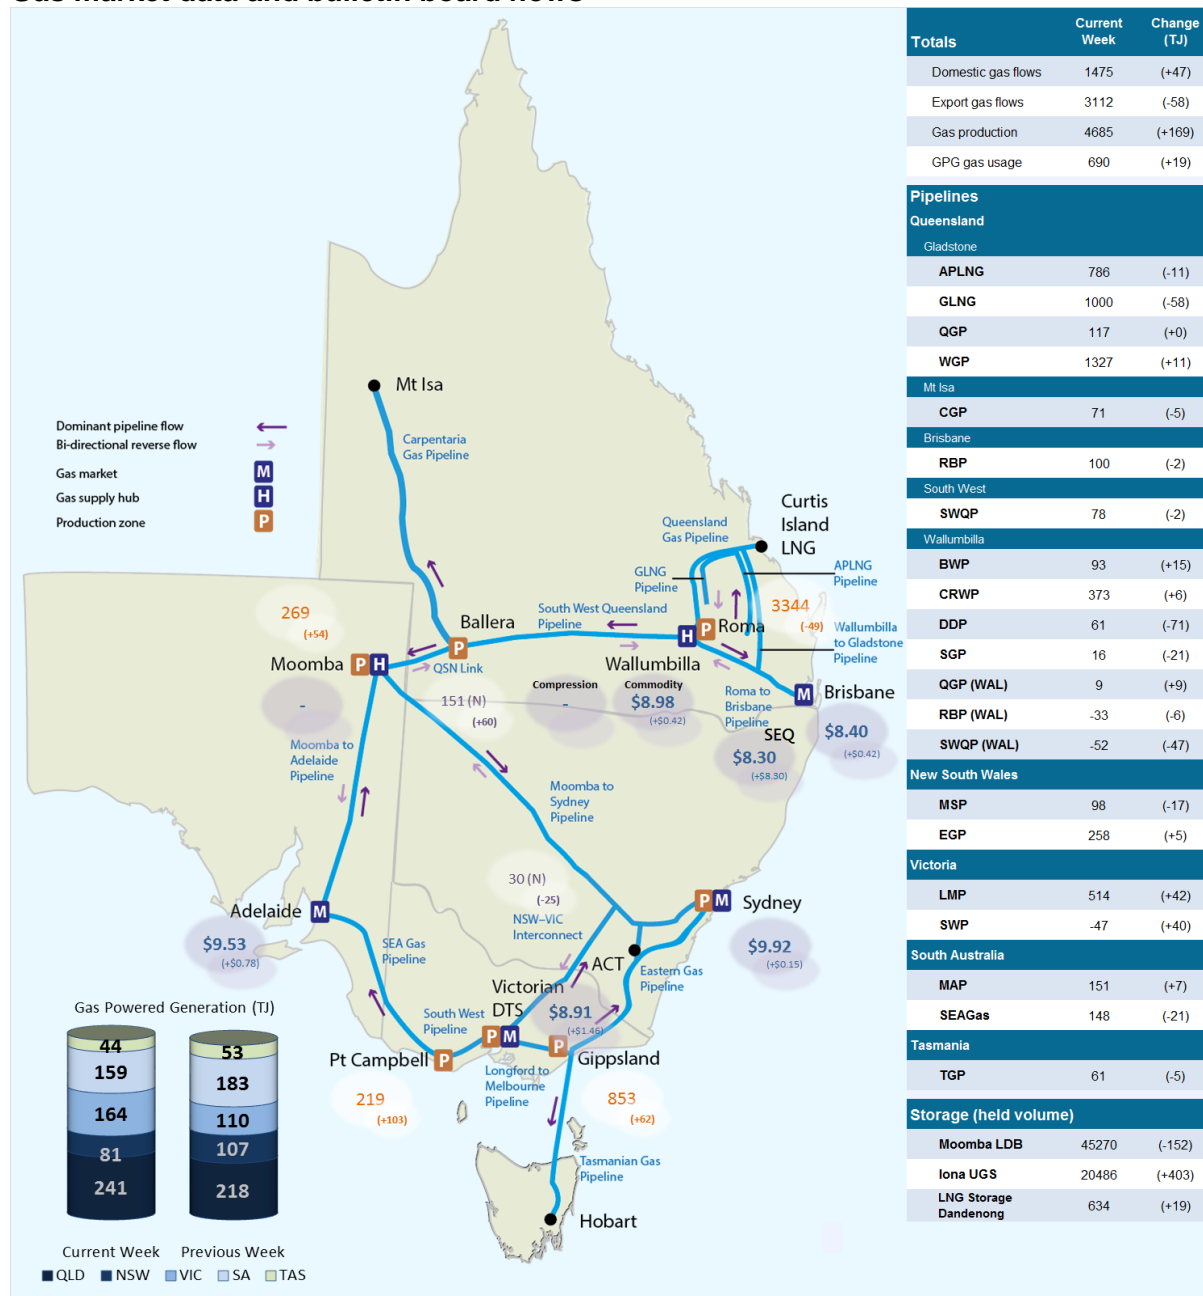 Totals Current Week Change (TJ)
Domestic gas flows 1475 (+47)
Export gas flows 3112 (-58)
Gas production 4685 (+169)
GPG gas usage 690 (+19)
Pipelines
Queensland
Gladstone
APLNG 786 (-11)
GLNG 1000 (-58)
QGP 117 (+0)
WGP 1327 (+11)
Mt Isa
CGP 71 (-5)
Brisbane
RBP 100 (-2)
South West
SWQP 78 (-2)
Wallumbilla
BWP 93 (+15)
CRWP 373 (+6)
DDP 61 (-71)
SGP 16 (-21)
QGP (WAL) 9 (+9)
RBP (WAL) -33 (-6)
SWQP (WAL) -52 (-47)
New South Wales
MSP 98 (-17)
EGP 258 (+5)
Victoria
LMP 514 (+42)
SWP -47 (+40)
South Australia
MAP 151 (+7)
SEAGas 148 (-21)
Tasmania
TGP 61 (-5)
Storage (held volume)
Moomba LDB 45270 (-152)
Iona UGS 20486 (+403)
LNG Storage Dandenong 634 (+19)
Dominant pipeline flow
Bi-directional reverse flow
Gas market M
Gas supply hub H
Production zone P
Mt Isa
Carpentaria
Gas Pipeline
Curtis
Island
LNG
Queensland
Gas Pipeline
GLNG
Pipeline
APLNG
Pipeline
3344
(-49)
Wallumbilla
to Gladstone
Pipeline
South West Queensland
Pipeline
H P Roma
Wallumbilla
Ballera
P
QSN Link
269
(+54)
Moomba P H
-
151 (N)
(+60)
Compression
-
Commodity
$8.98
(+$0.42)
Roma to
Brisbane
Pipeline
M Brisbane
$8.40
(+$0.42)
SEQ
$8.30
(+$8.30)
Moomba to
Adelaide
Pipeline
Moomba to
Sydney
Pipeline
30 (N)
(-25)
NSW–VIC
Interconnect
P M Sydney
$9.92
(+$0.15)
Adelaide M
$9.53
(+$0.78)
SEA Gas
Pipeline
ACT
Eastern Gas
Pipeline
Victorian
DTS
P M
$8.91
(+$1.46)
South West
Pipeline
Pt Campbell P
219
(+103)
Longford to
Melbourne
Pipeline
P Gippsland
853
(+62)
Tasmanian Gas
Pipeline
Hobart
Gas Powered Generation (TJ)
44 53
159 183
164 110
81 107
241 218
Current Week Previous Week
QLD NSW VIC SA TAS